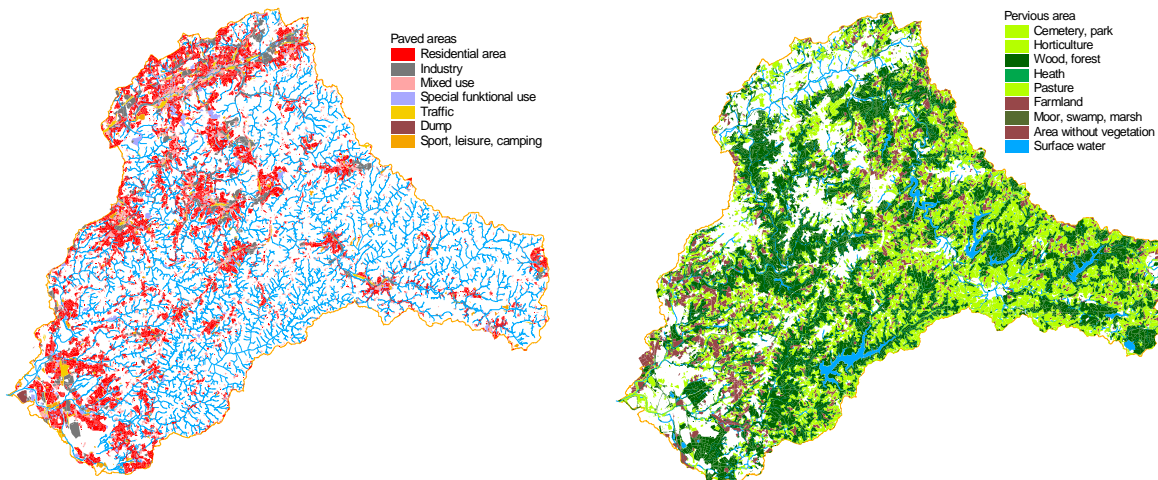 Paved areas
Residential area
Industry
Mixed use
Special funktional use
Traffic
Dump
Sport, leisure, camping
Pervious area
Cemetery, park
Horticulture
Wood, forest
Heath
Pasture
Farmland
Moor, swamp, marsh
Area without vegetation
Surface water